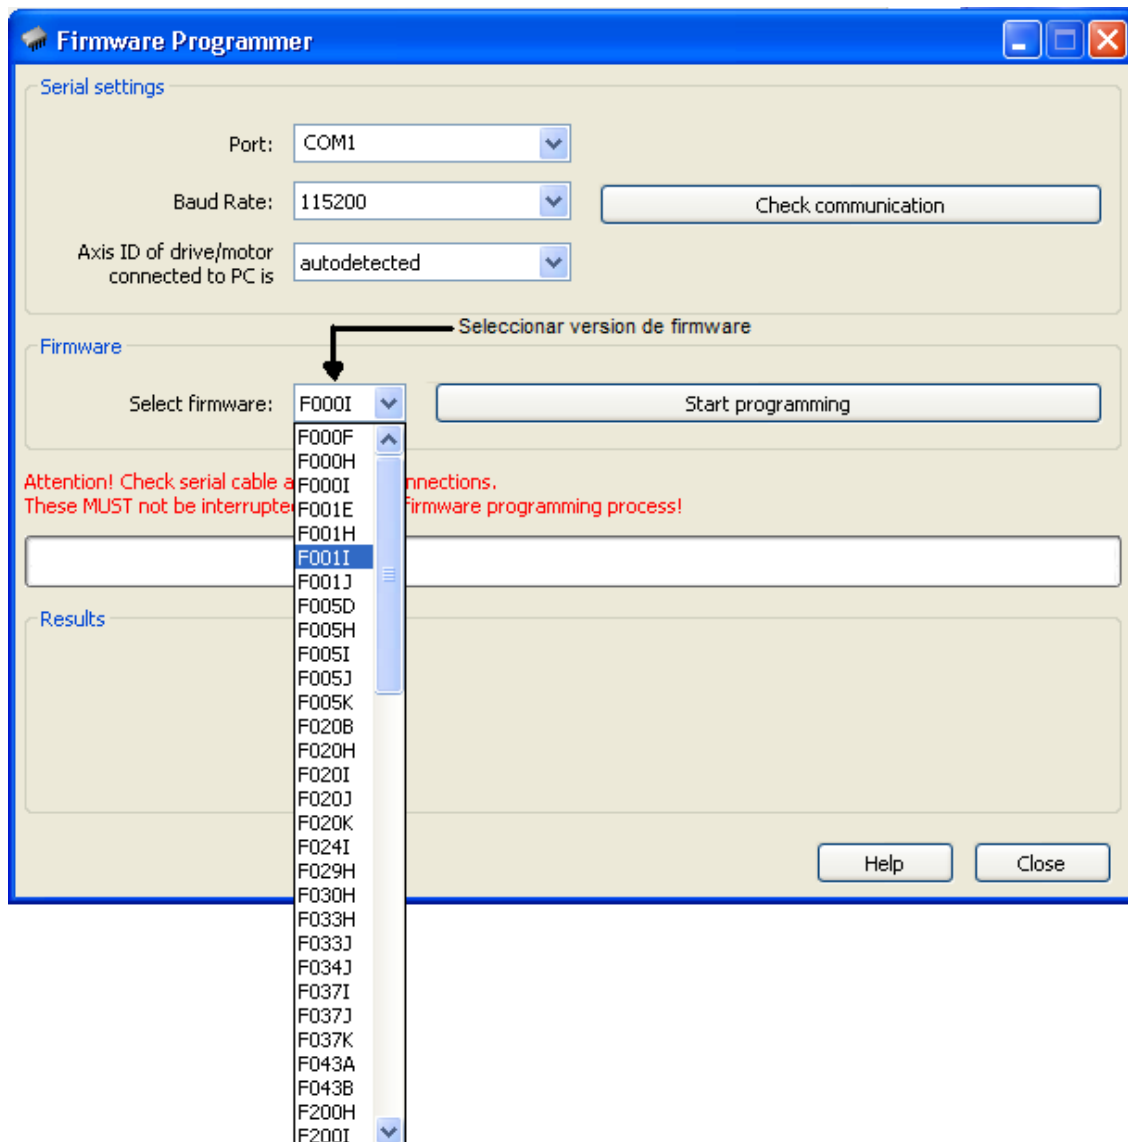 Firmware Programmer
Serial settings
Port: COM1
Baud Rate: 115200 Check communication
Axis ID of drive/motor
connected to PC is autodetected
Seleccionar version de firmware
Firmware
Select firmware: F000I Start programming
F000F
F000H
Attention! Check serial cable a nnections.
F000I
These MUST not be interrupte firmware programming process!
F001E
F001H
F001I
F001J
F005D
Results
F005H
F005I
F005J
F005K
F020B
F020H
F020I
F020J
F020K
F024I
F029H
Help Close
F030H
F033H
F033J
F034J
F037I
F037J
F037K
F043A
F043B
F200H
F200I